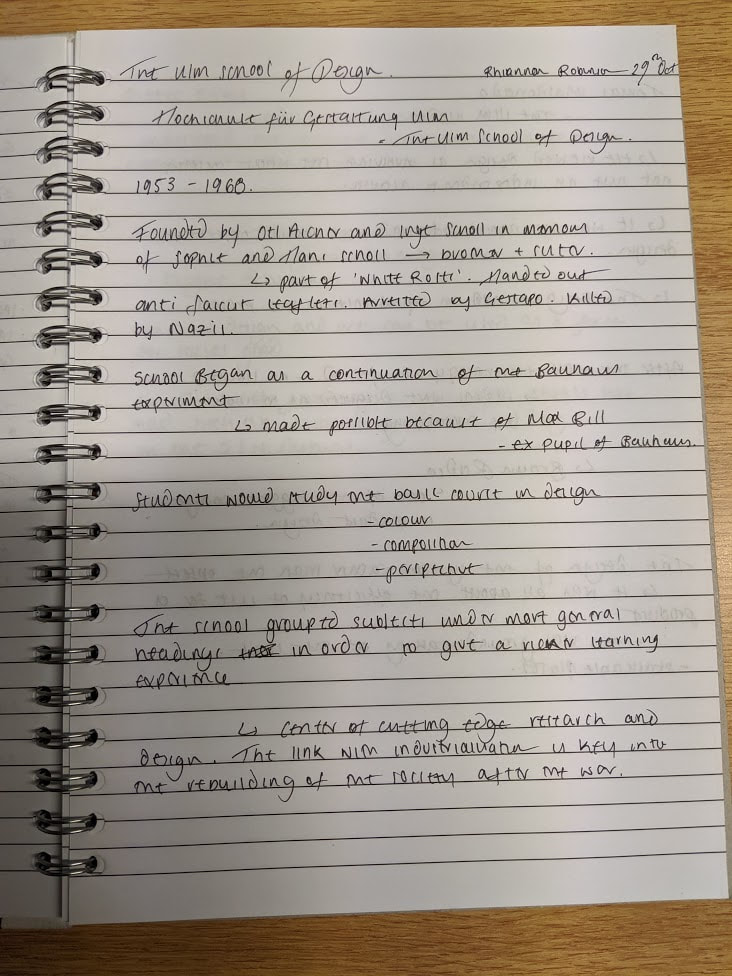 The Ulm School of Design. Rhiannon Robinson 29th Oct
Hochschule für Gestaltung Ulm
- The Ulm School of Design.
1953 - 1968.
Founded by Otl Aicher and Inge Scholl in memory
of Sophie and Hans Scholl → brother + sister.
↳ part of 'White Rose'. Handed out
anti fascist leaflets. Arrested by Gestapo. Killed
by Nazis.
School Began as a continuation of the Bauhaus
experiment
↳ made possible because of Max Bill
- ex pupil of Bauhaus.
Students would study the basic course in design
- colour
- composition
- perspective
The school grouped subjects under more general
headings in order to give a richer learning
experience
↳ center of cutting edge research and
design. The link with industrialisation is key into
the rebuilding of the society after the war.